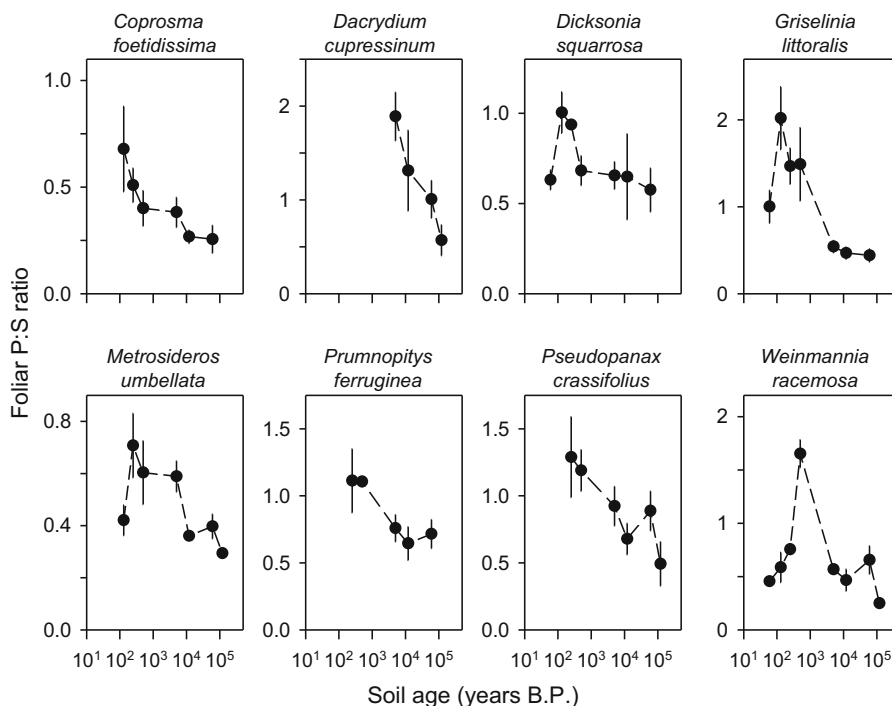 Coprosma foetidissima
Dacrydium cupressinum
Dicksonia squarrosa
Griselinia littoralis
1.0
0.5
0.0
2
1
0
1.0
0.5
0.0
2
1
0
Foliar P:S ratio
Metrosideros umbellata
Prumnopitys ferruginea
Pseudopanax crassifolius
Weinmannia racemosa
0.8
0.4
0.0
1.5
1.0
0.5
0.0
1.5
1.0
0.5
0.0
2
1
0
10¹ 10² 10³ 10⁴ 10⁵
10¹ 10² 10³ 10⁴ 10⁵
10¹ 10² 10³ 10⁴ 10⁵
10¹ 10² 10³ 10⁴ 10⁵
Soil age (years B.P.)